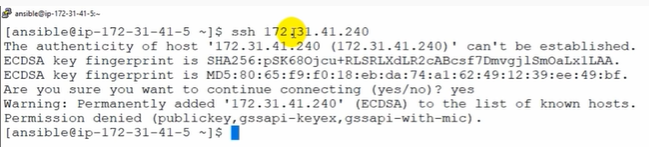 ansible@ip-172-31-41-5:~
[ansible@ip-172-31-41-5 ~]$ ssh 172.31.41.240
The authenticity of host '172.31.41.240 (172.31.41.240)' can't be established.
ECDSA key fingerprint is SHA256:pSK68Ojcu+RLSRLXdLR2cABcsf7DmvgjlSmOaLx1LAA.
ECDSA key fingerprint is MD5:80:65:f9:f0:18:eb:da:74:a1:62:49:12:39:ee:49:bf.
Are you sure you want to continue connecting (yes/no)? yes
Warning: Permanently added '172.31.41.240' (ECDSA) to the list of known hosts.
Permission denied (publickey,gssapi-keyex,gssapi-with-mic).
[ansible@ip-172-31-41-5 ~]$